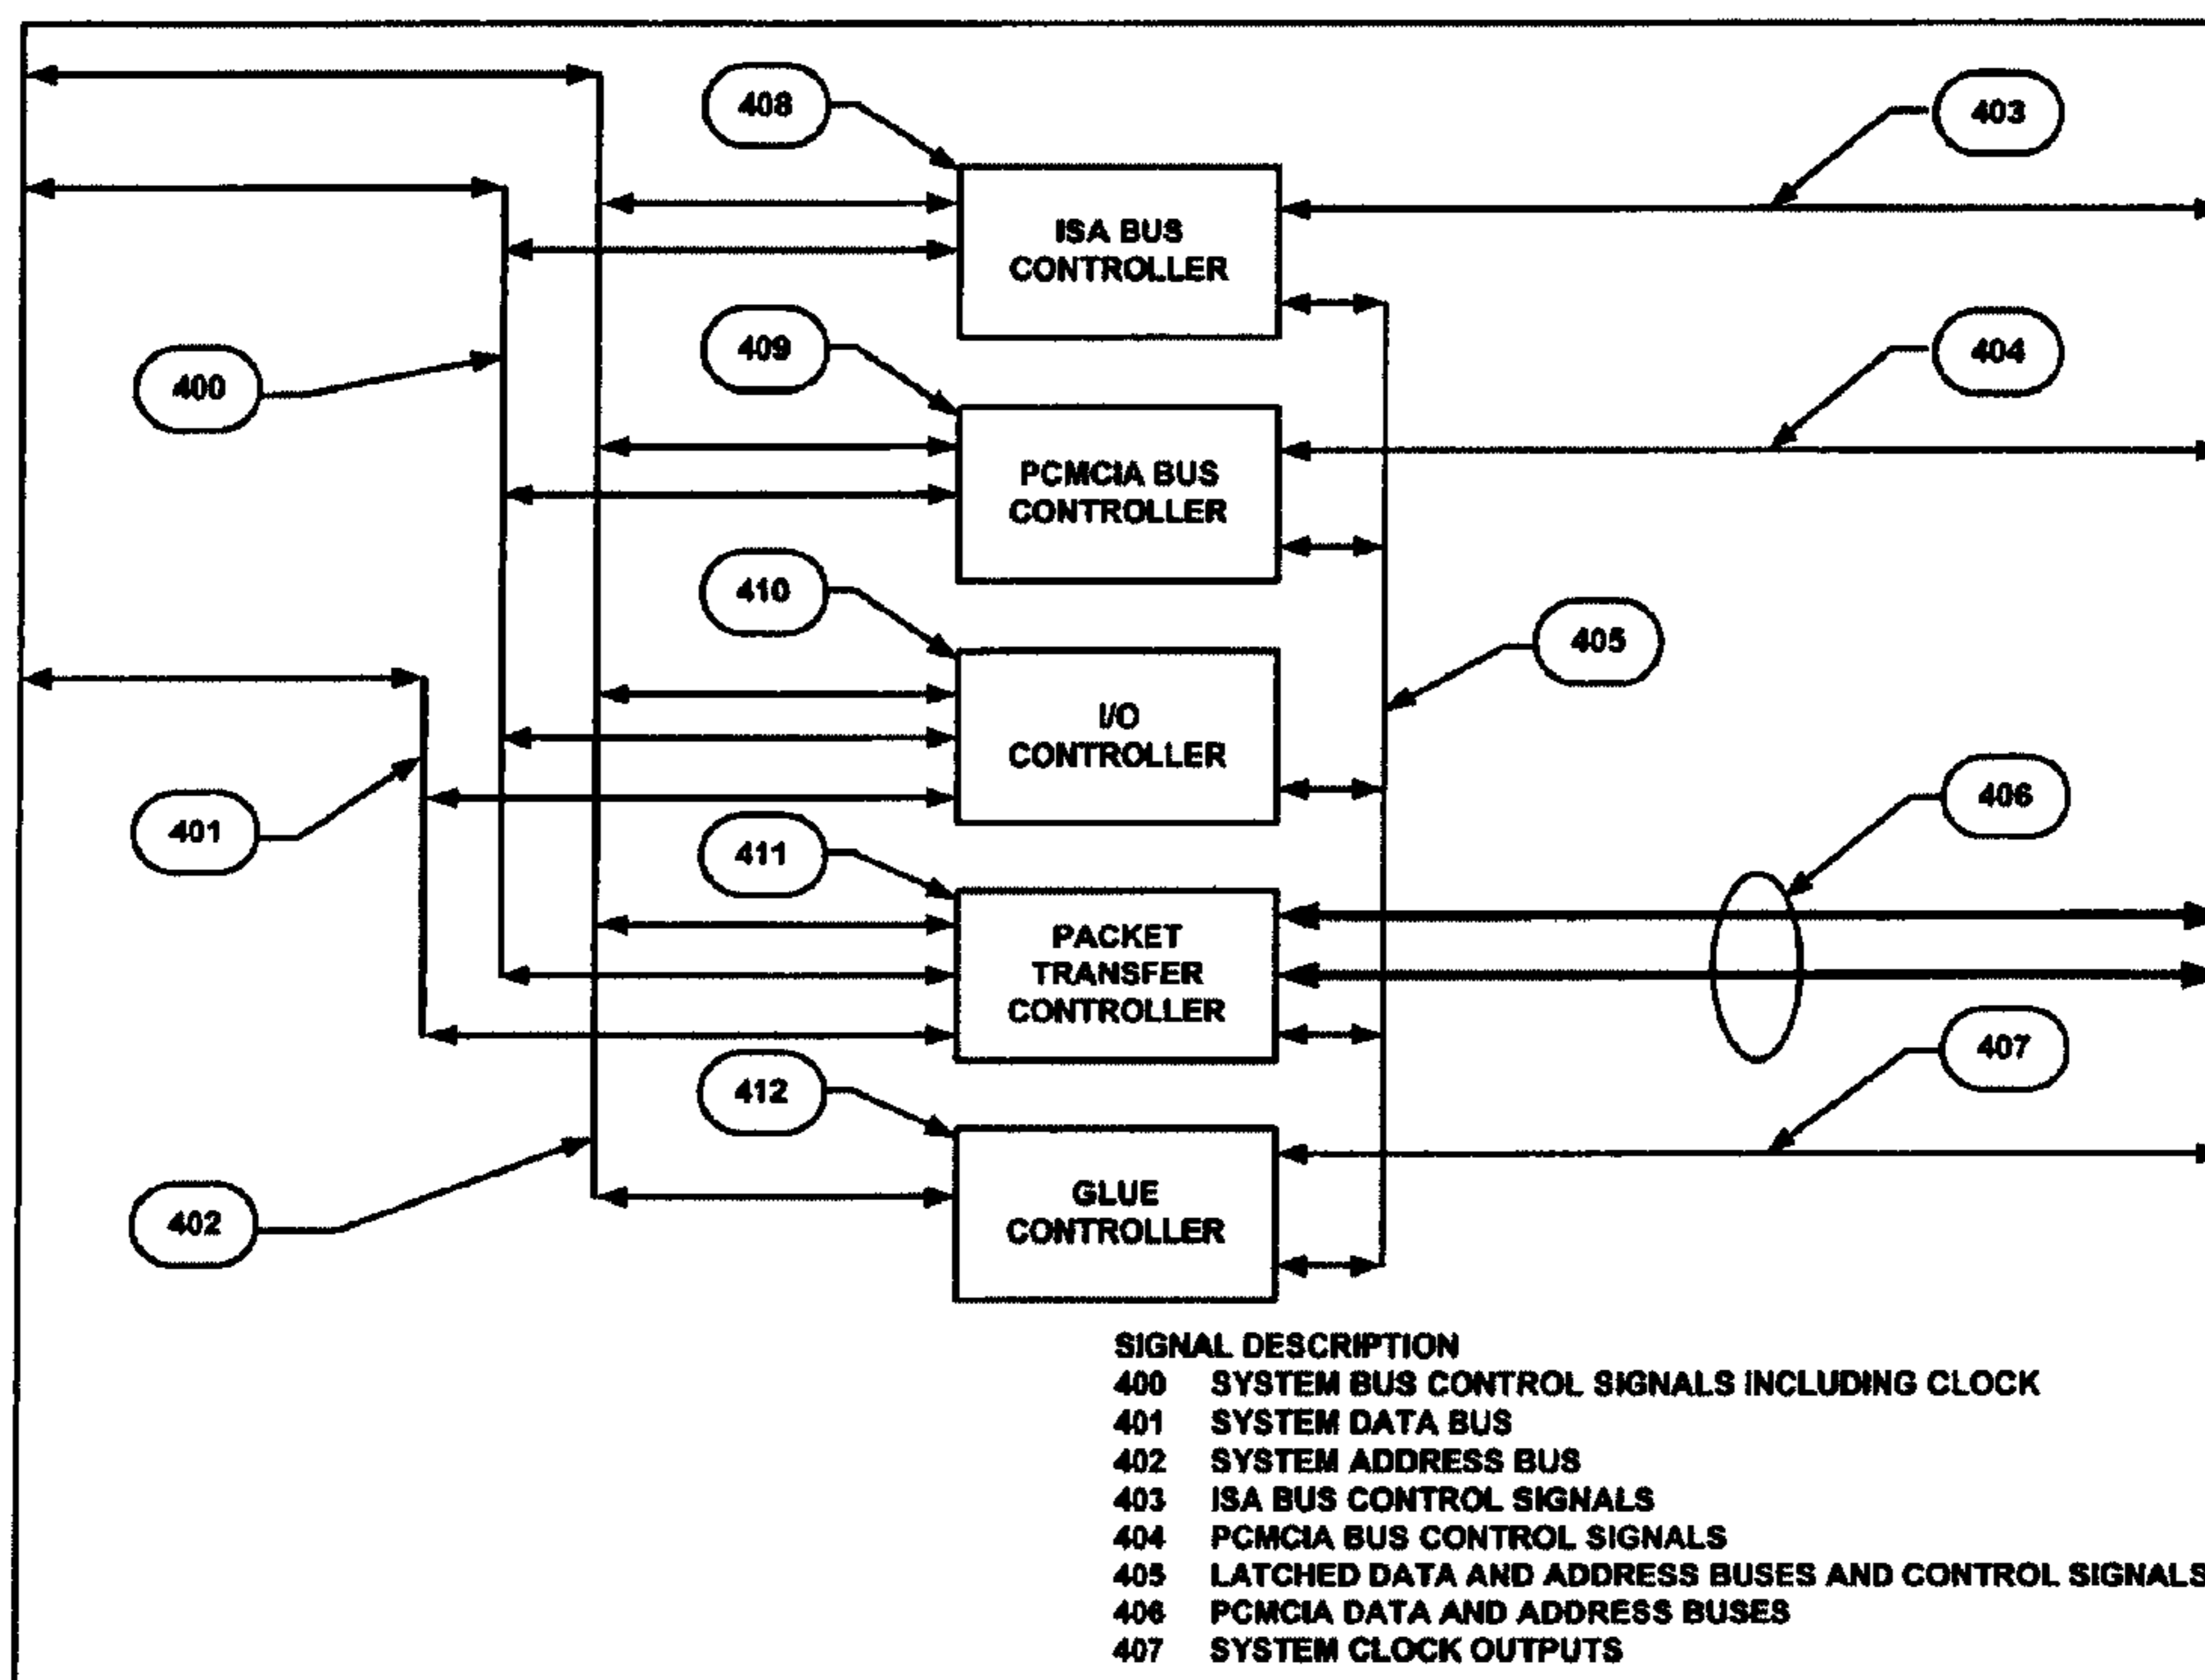 408
403
ISA BUS
CONTROLLER
409
404
400
PCMCIA BUS
CONTROLLER
410
405
I/O
CONTROLLER
406
401
411
PACKET
TRANSFER
CONTROLLER
407
412
402
GLUE
CONTROLLER
SIGNAL DESCRIPTION
400 SYSTEM BUS CONTROL SIGNALS INCLUDING CLOCK
401 SYSTEM DATA BUS
402 SYSTEM ADDRESS BUS
403 ISA BUS CONTROL SIGNALS
404 PCMCIA BUS CONTROL SIGNALS
405 LATCHED DATA AND ADDRESS BUSES AND CONTROL SIGNALS
406 PCMCIA DATA AND ADDRESS BUSES
407 SYSTEM CLOCK OUTPUTS